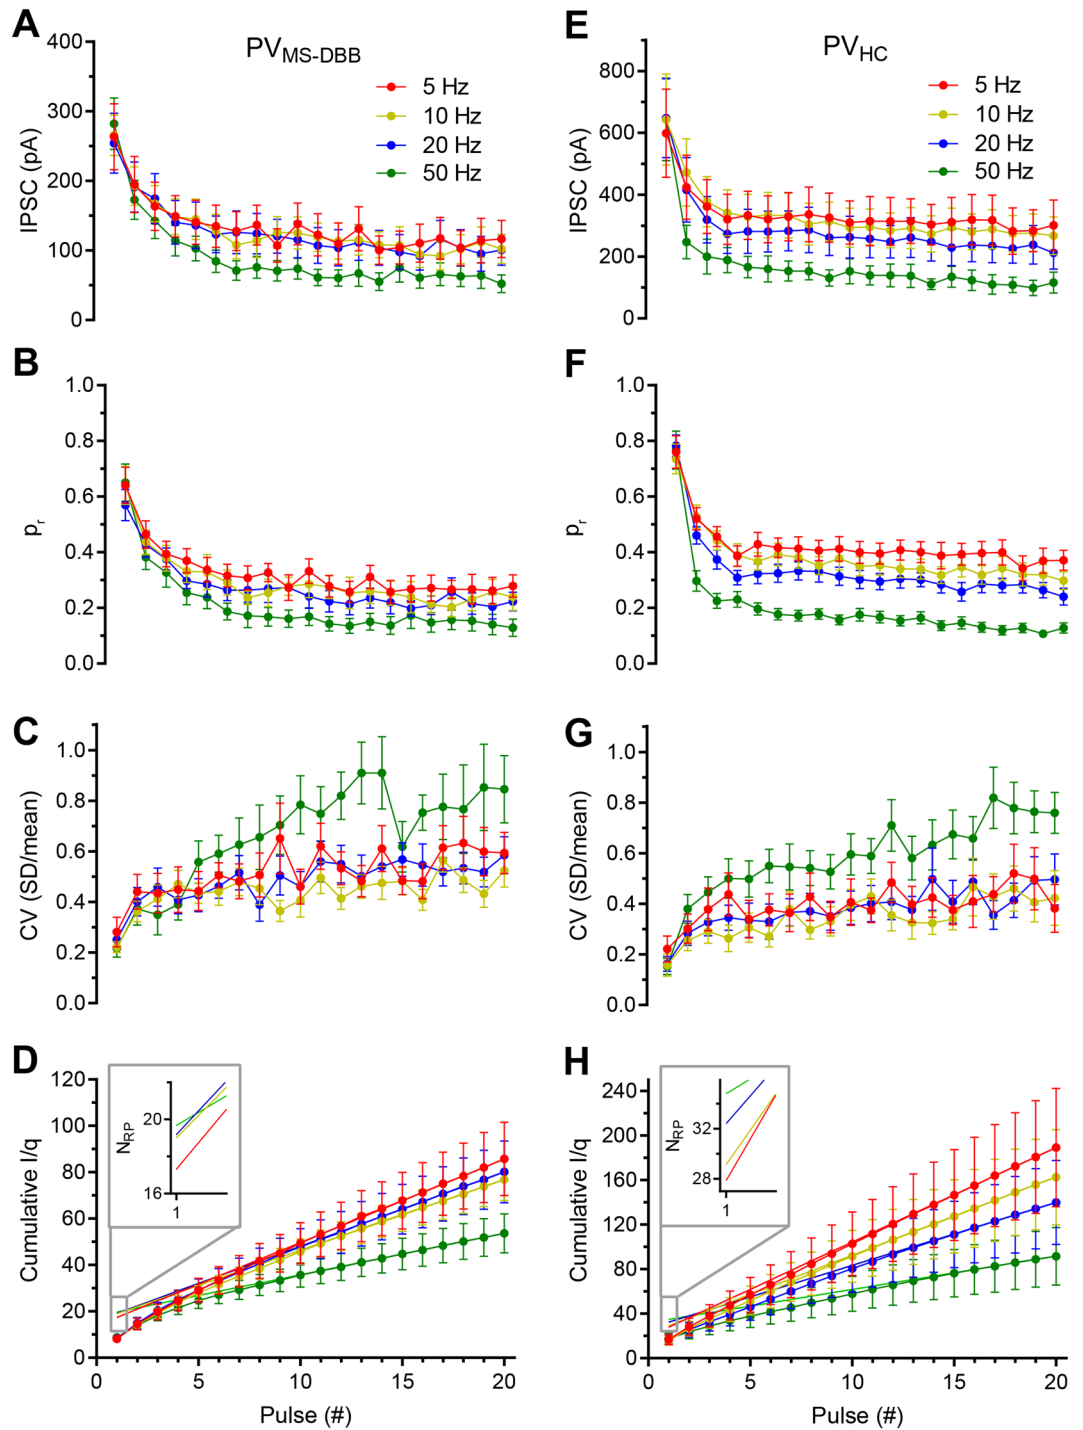 A
PV_MS-DBB
5 Hz
10 Hz
20 Hz
50 Hz
IPSC (pA)
400
300
200
100
0
E
PV_HC
5 Hz
10 Hz
20 Hz
50 Hz
IPSC (pA)
800
600
400
200
0
B
p_r
1.0
0.8
0.6
0.4
0.2
0.0
F
p_r
1.0
0.8
0.6
0.4
0.2
0.0
C
CV (SD/mean)
1.0
0.8
0.6
0.4
0.2
0.0
G
CV (SD/mean)
1.0
0.8
0.6
0.4
0.2
0.0
D
Cumulative I/q
120
100
80
60
40
20
0
N_RP
20
16
1
0 5 10 15 20
Pulse (#)
H
Cumulative I/q
240
200
160
120
80
40
0
N_RP
32
28
1
0 5 10 15 20
Pulse (#)